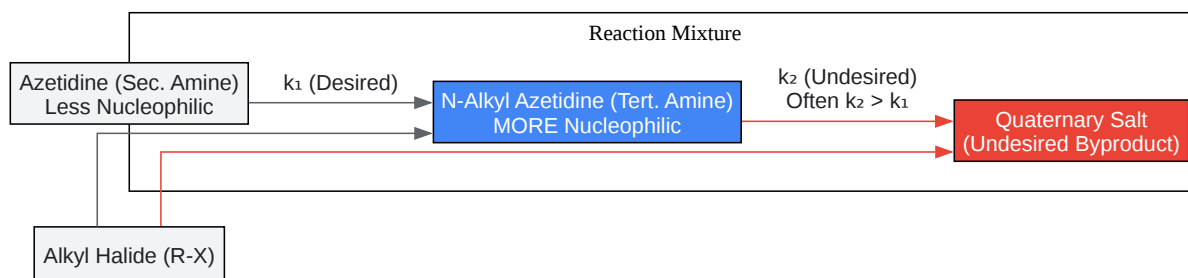 Reaction Mixture
Azetidine (Sec. Amine)
Less Nucleophilic
k₁ (Desired)
N-Alkyl Azetidine (Tert. Amine)
MORE Nucleophilic
k₂ (Undesired)
Often k₂ > k₁
Quaternary Salt
(Undesired Byproduct)
Alkyl Halide (R-X)